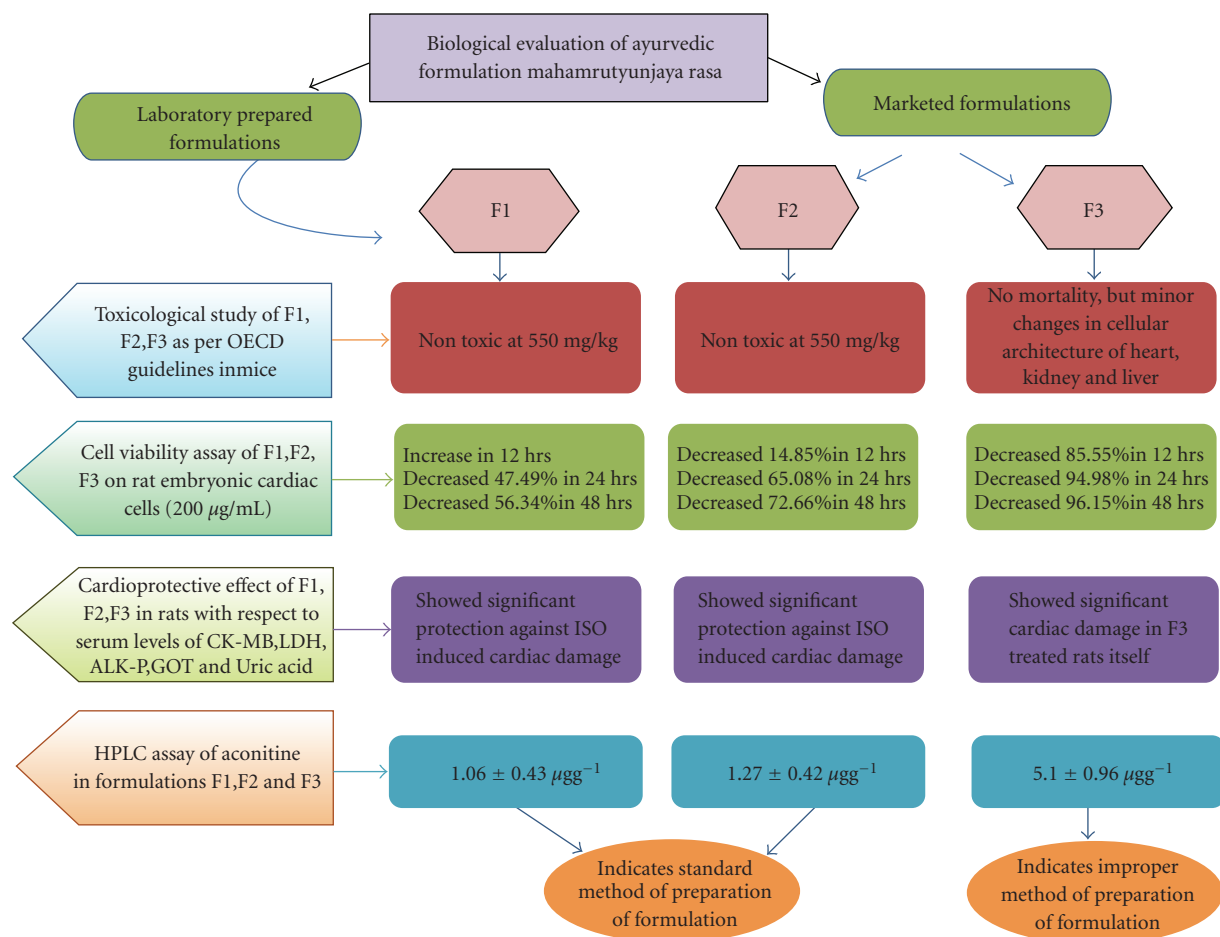 Biological evaluation of ayurvedic
formulation mahamrutyunjaya rasa
Laboratory prepared
formulations
Marketed formulations
F1
F2
F3
Toxicological study of F1,
F2,F3 as per OECD
guidelines inmice
Non toxic at 550 mg/kg
Non toxic at 550 mg/kg
No mortality, but minor
changes in cellular
architecture of heart,
kidney and liver
Cell viability assay of F1,F2,
F3 on rat embryonic cardiac
cells (200 µg/mL)
Increase in 12 hrs
Decreased 47.49% in 24 hrs
Decreased 56.34%in 48 hrs
Decreased 14.85%in 12 hrs
Decreased 65.08% in 24 hrs
Decreased 72.66%in 48 hrs
Decreased 85.55%in 12 hrs
Decreased 94.98% in 24 hrs
Decreased 96.15%in 48 hrs
Cardioprotective effect of F1,
F2,F3 in rats with respect to
serum levels of CK-MB,LDH,
ALK-P,GOT and Uric acid
Showed significant
protection against ISO
induced cardiac damage
Showed significant
protection against ISO
induced cardiac damage
Showed significant
cardiac damage in F3
treated rats itself
HPLC assay of aconitine
in formulations F1,F2 and F3
1.06 ± 0.43 µgg⁻¹
1.27 ± 0.42 µgg⁻¹
5.1 ± 0.96 µgg⁻¹
Indicates standard
method of preparation
of formulation
Indicates improper
method of preparation
of formulation